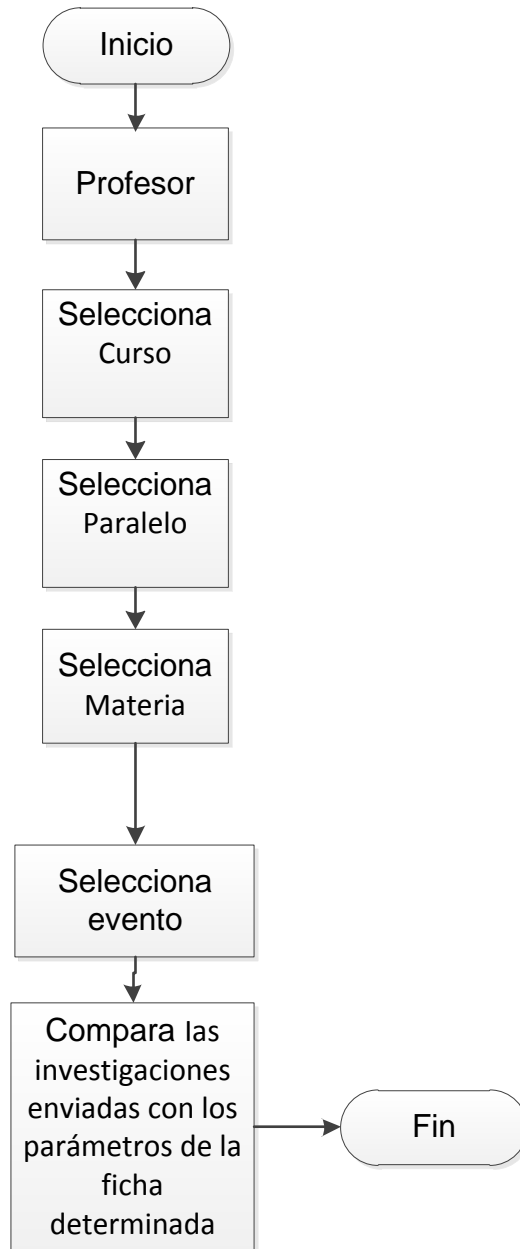 Inicio
Profesor
Selecciona
Curso
Selecciona
Paralelo
Selecciona
Materia
Selecciona
evento
Compara las
investigaciones
enviadas con los
parámetros de la
ficha
determinada
Fin